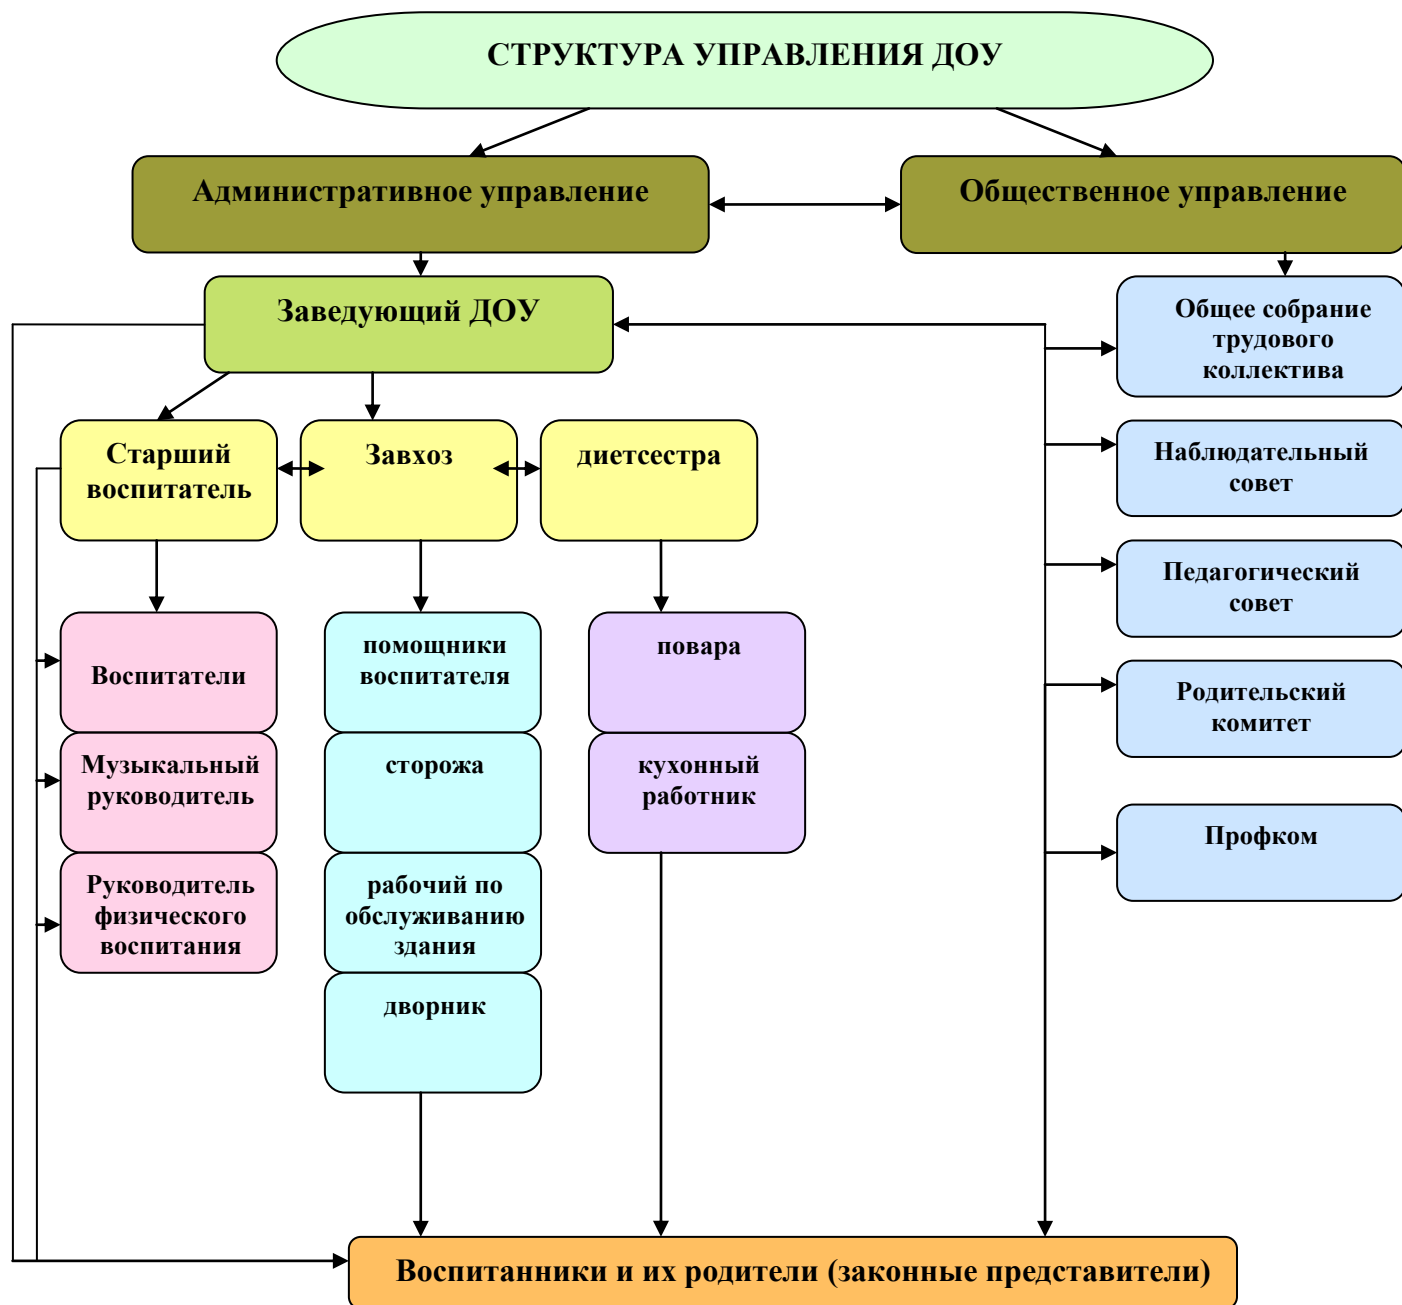 СТРУКТУРА УПРАВЛЕНИЯ ДОУ
Административное управление
Общественное управление
Заведующий ДОУ
Общее собрание
трудового
коллектива
Старший
воспитатель
Завхоз
диетсестра
Наблюдательный
совет
Педагогический
совет
Воспитатели
помощники
воспитателя
повара
Родительский
комитет
Музыкальный
руководитель
сторожа
кухонный
работник
Профком
Руководитель
физического
воспитания
рабочий по
обслуживанию
здания
дворник
Воспитанники и их родители (законные представители)